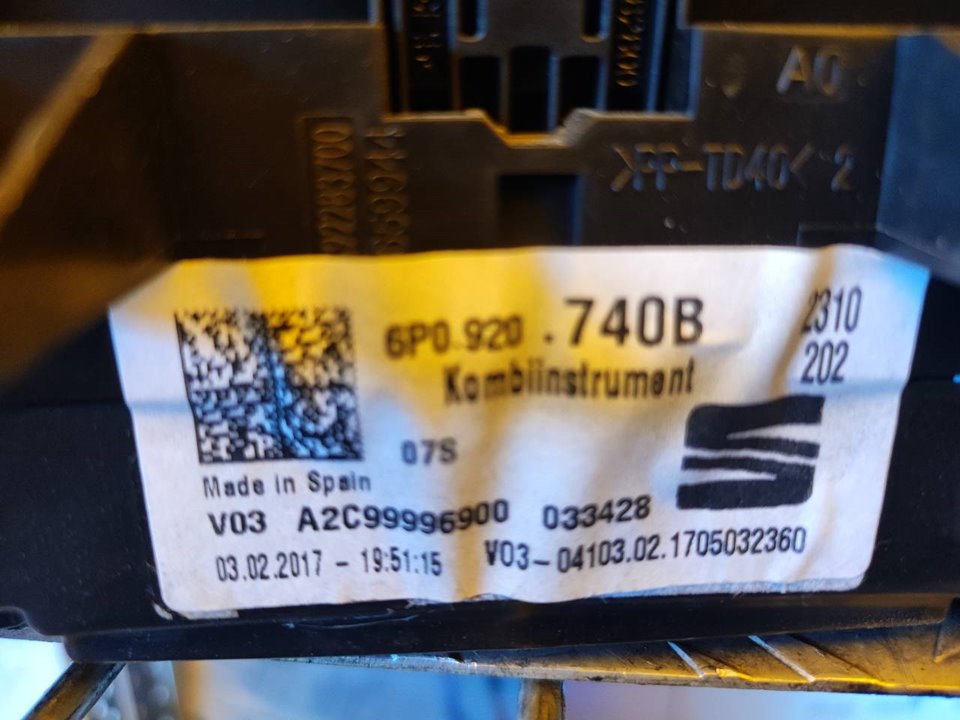 A0
>PP-TD40< 2
6P0.920 .740B
2310
202
Kombiinstrument
07S
Made in Spain
V03 A2C99996900 033428
03.02.2017 - 19:51:15 V03-04103.02.1705032360